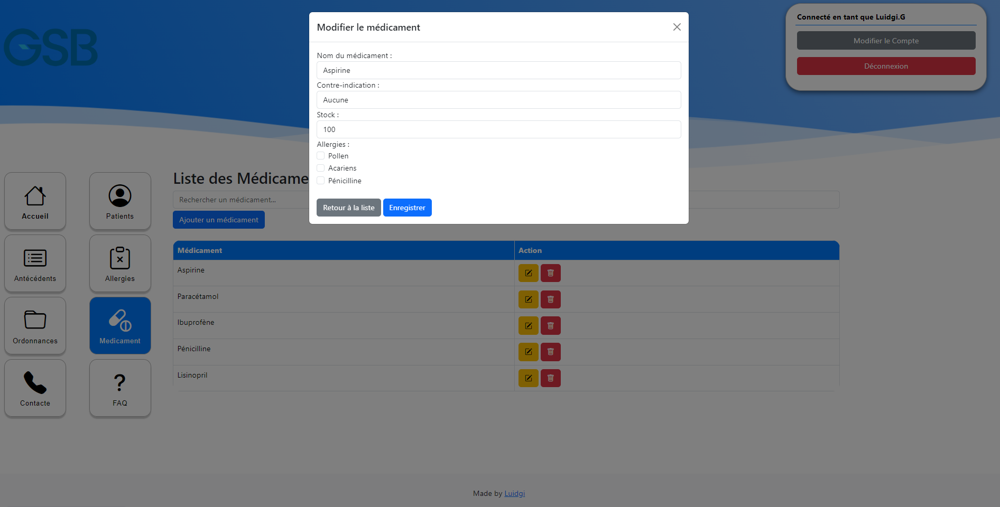 GSB
Connecté en tant que Luidgi.G
Modifier le Compte
Déconnexion
Modifier le médicament
Nom du médicament :
Aspirine
Contre-indication :
Aucune
Stock :
100
Allergies :
Pollen
Acariens
Pénicilline
Retour à la liste Enregistrer
Accueil
Patients
Antécédents
Allergies
Ordonnances
Medicament
Contacte
? FAQ
Liste des Médicame
Rechercher un médicament...
Ajouter un médicament
Médicament Action
Aspirine
Paracétamol
Ibuprofène
Pénicilline
Lisinopril
Made by Luidgi